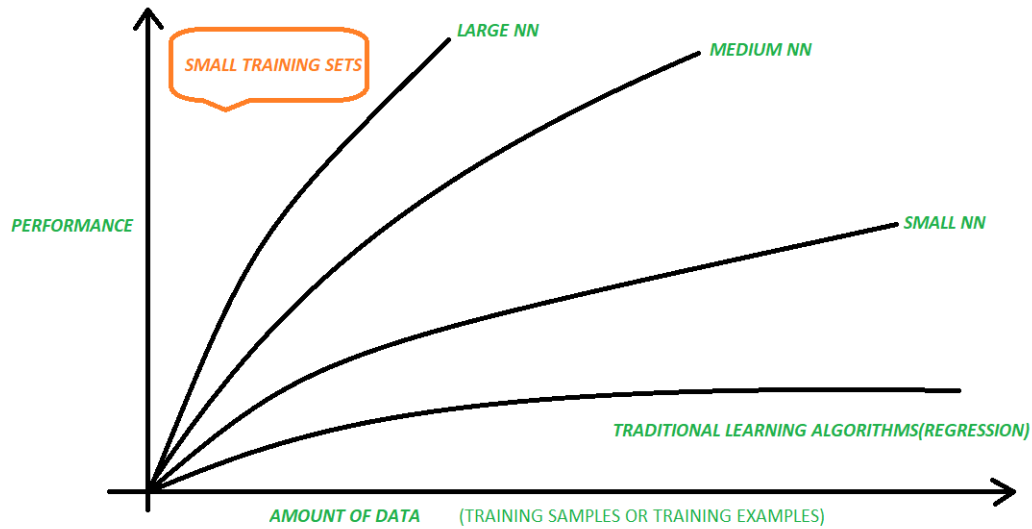 LARGE NN
MEDIUM NN
SMALL TRAINING SETS
PERFORMANCE
SMALL NN
TRADITIONAL LEARNING ALGORITHMS(REGRESSION)
AMOUNT OF DATA (TRAINING SAMPLES OR TRAINING EXAMPLES)